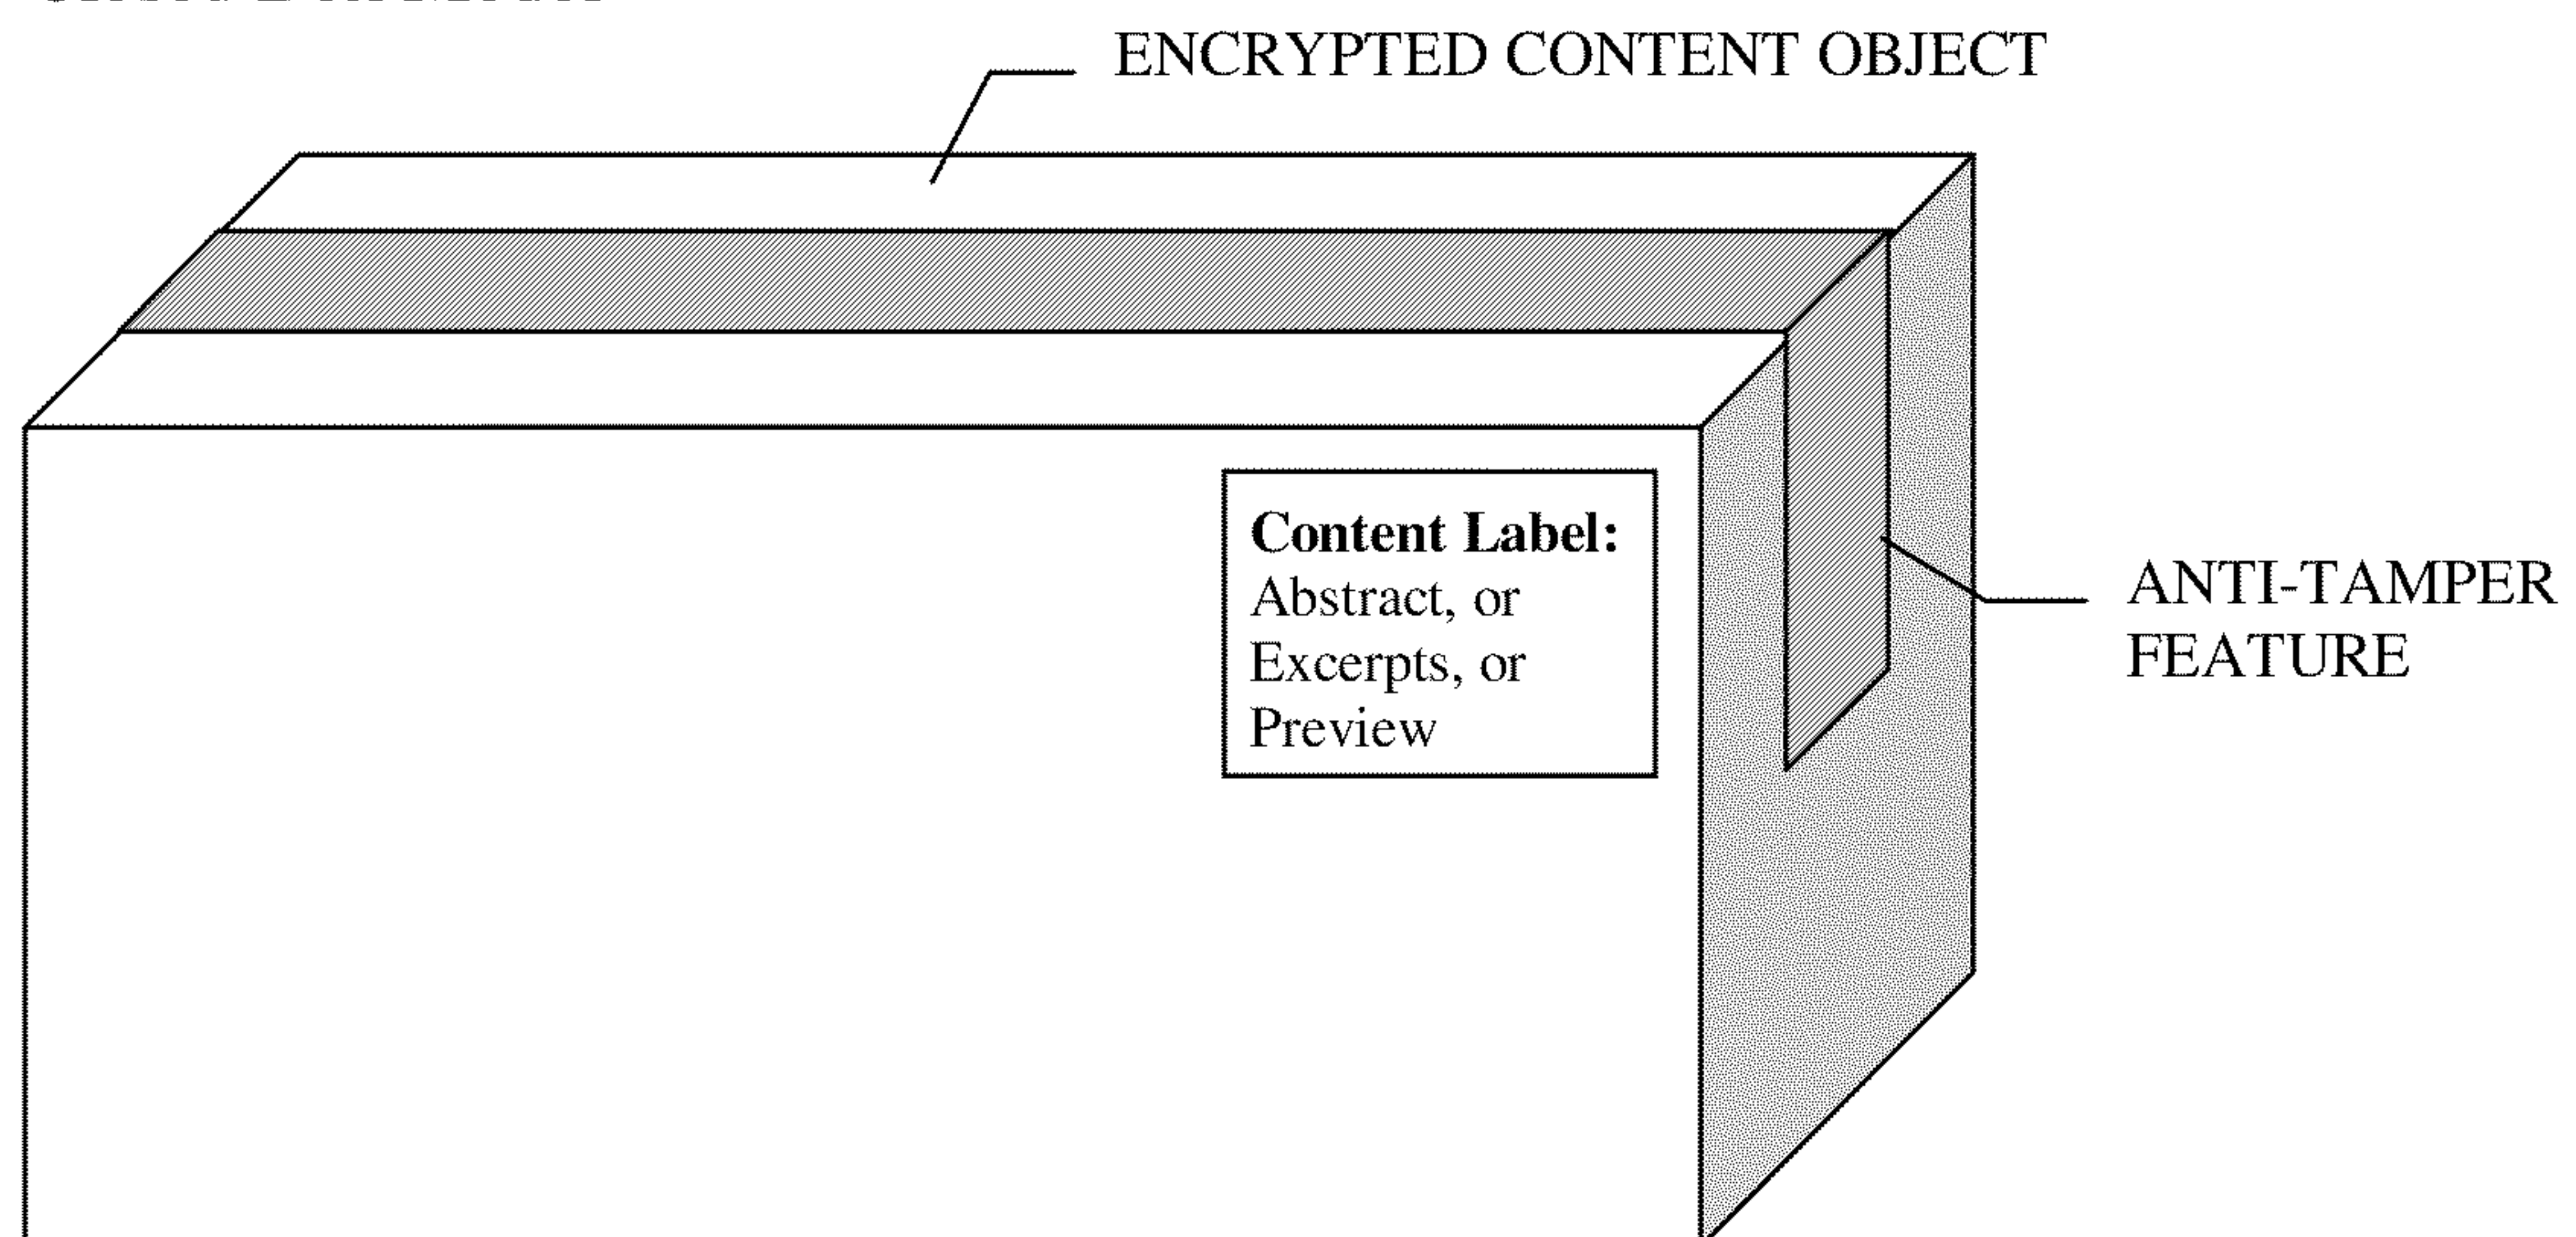 ENCRYPTED CONTENT OBJECT
Content Label:
Abstract, or
Excerpts, or
Preview
ANTI-TAMPER
FEATURE